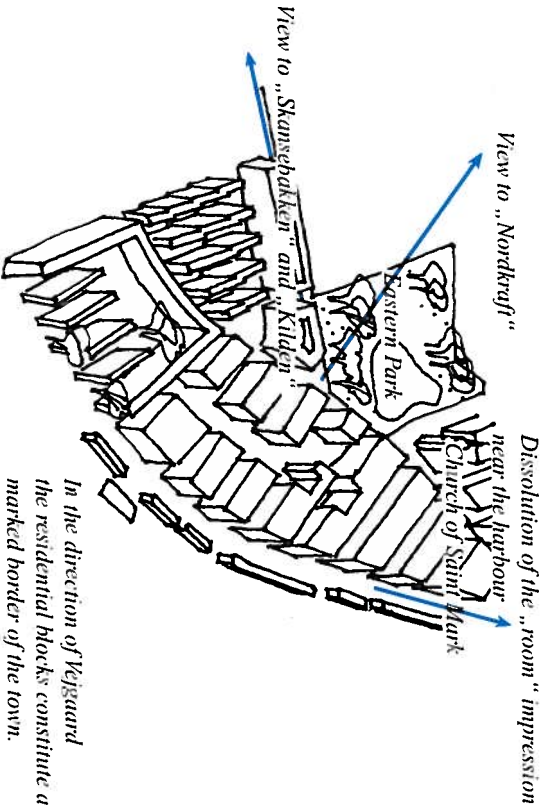 View to „Nordkraft“
Dissolution of the „room“ impression
near the harbour
Church of Saint Mark
Eastern Park
View to „Skansebakken“ and „Kilden“
In the direction of Vejgaard
the residential blocks constitute a
marked border of the town.